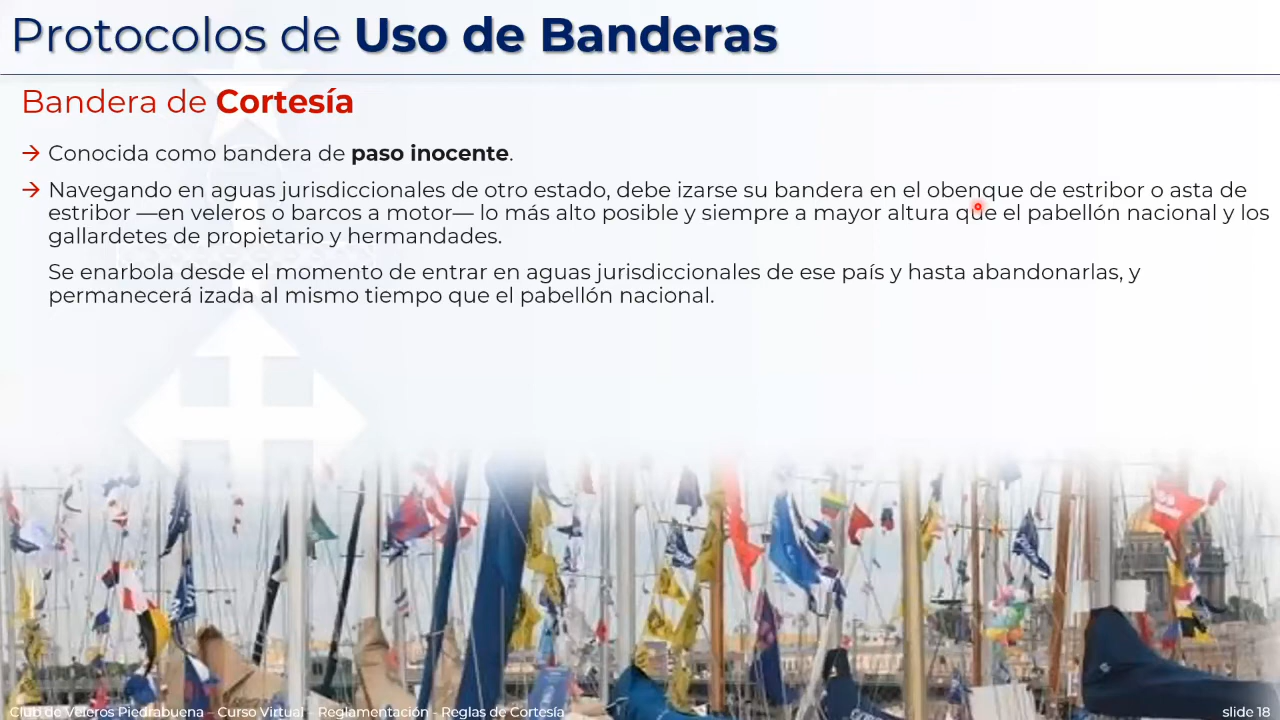 Protocolos de Uso de Banderas
Bandera de Cortesía
→ Conocida como bandera de paso inocente.
→ Navegando en aguas jurisdiccionales de otro estado, debe izarse su bandera en el obenque de estribor o asta de
estribor —en veleros o barcos a motor— lo más alto posible y siempre a mayor altura que el pabellón nacional y los
gallardetes de propietario y hermandades.
Se enarbola desde el momento de entrar en aguas jurisdiccionales de ese país y hasta abandonarlas, y
permanecerá izada al mismo tiempo que el pabellón nacional.
Club de Veleros Piedrabuena - Curso Virtual - Reglamentación - Reglas de Cortesía
slide 18